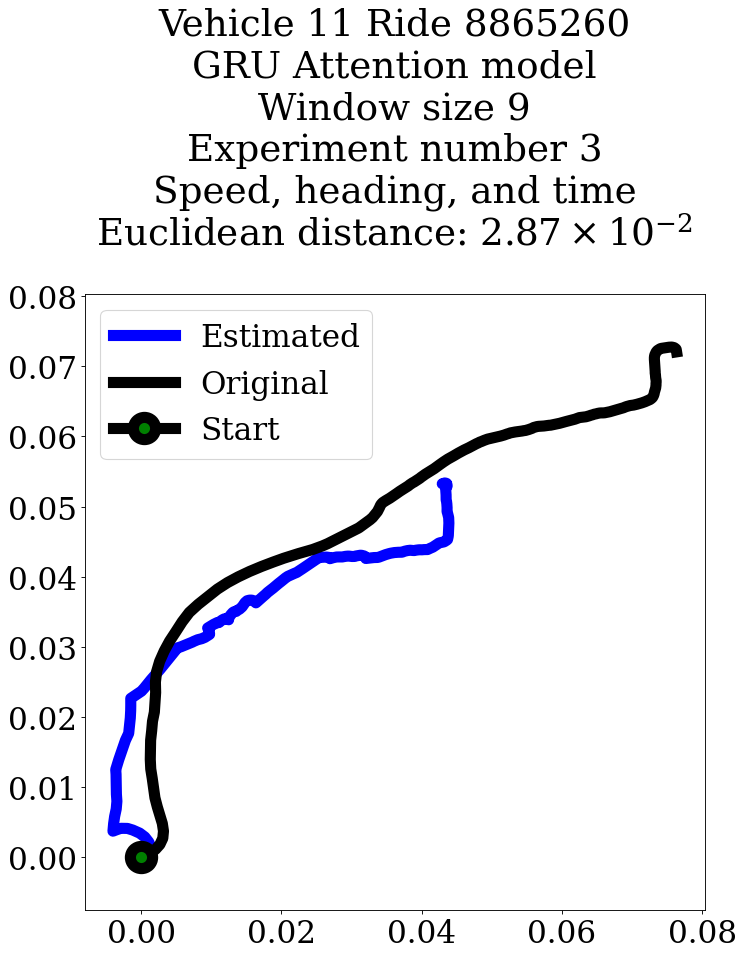 Vehicle 11 Ride 8865260
GRU Attention model
Window size 9
Experiment number 3
Speed, heading, and time
Euclidean distance: 2.87 × 10⁻²
0.08
0.07
0.06
0.05
0.04
0.03
0.02
0.01
0.00
Estimated
Original
Start
0.00 0.02 0.04 0.06 0.08